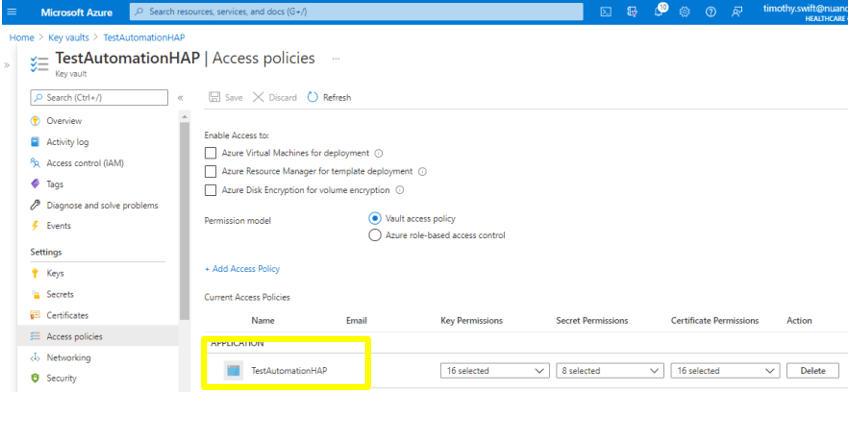 Microsoft Azure
Search resources, services, and docs (G+/)
10
timothy.swift@nuanc
HEALTHCARE
Home > Key vaults > TestAutomationHAP
»
TestAutomationHAP | Access policies ...
Key vault
Search (Ctrl+/)
«
Save
Discard
Refresh
Overview
Activity log
Access control (IAM)
Tags
Diagnose and solve problems
Events
Settings
Keys
Secrets
Certificates
Access policies
Networking
Security
Enable Access to:
Azure Virtual Machines for deployment
Azure Resource Manager for template deployment
Azure Disk Encryption for volume encryption
Permission model
Vault access policy
Azure role-based access control
+ Add Access Policy
Current Access Policies
Name Email Key Permissions Secret Permissions Certificate Permissions Action
APPLICATION
TestAutomationHAP 16 selected 8 selected 16 selected Delete